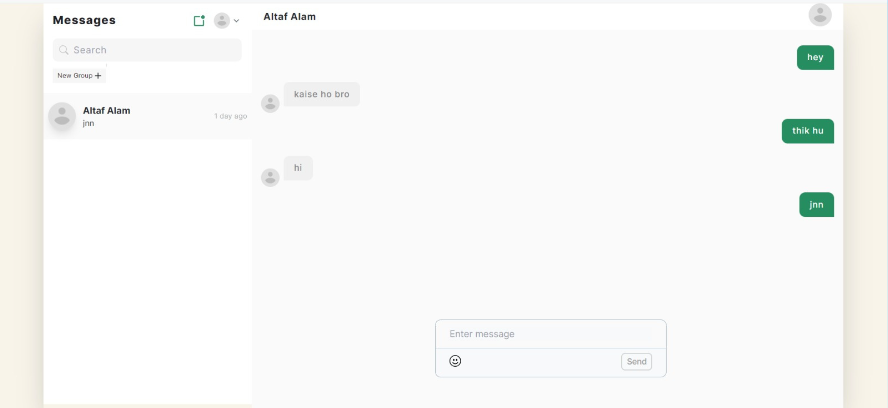 Messages
Search
New Group +
Altaf Alam
jnn
1 day ago
Altaf Alam
hey
kaise ho bro
thik hu
hi
jnn
Enter message
Send